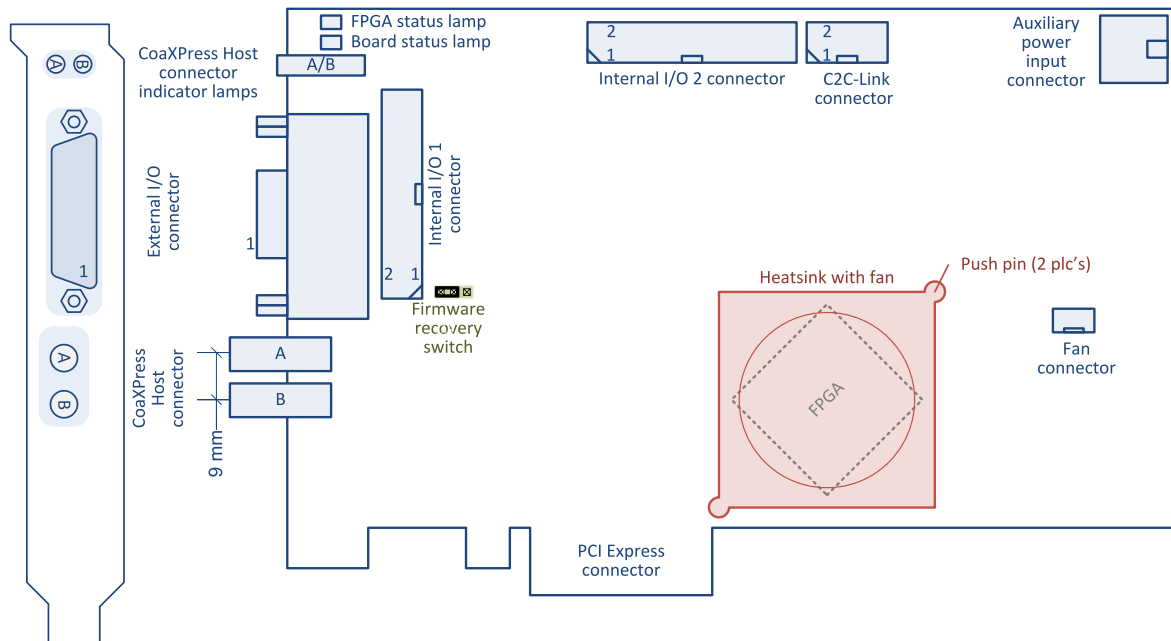 FPGA status lamp
Board status lamp
CoaXPress Host
connector
indicator lamps
A/B
A
B
2
1
Internal I/O 2 connector
2
1
C2C-Link
connector
Auxiliary
power
input
connector
External I/O
connector
1
1
Internal I/O 1
connector
2
1
Firmware
recovery
switch
Heatsink with fan
Push pin (2 plc's)
FPGA
Fan
connector
A
B
CoaXPress
Host
connector
A
B
9 mm
PCI Express
connector